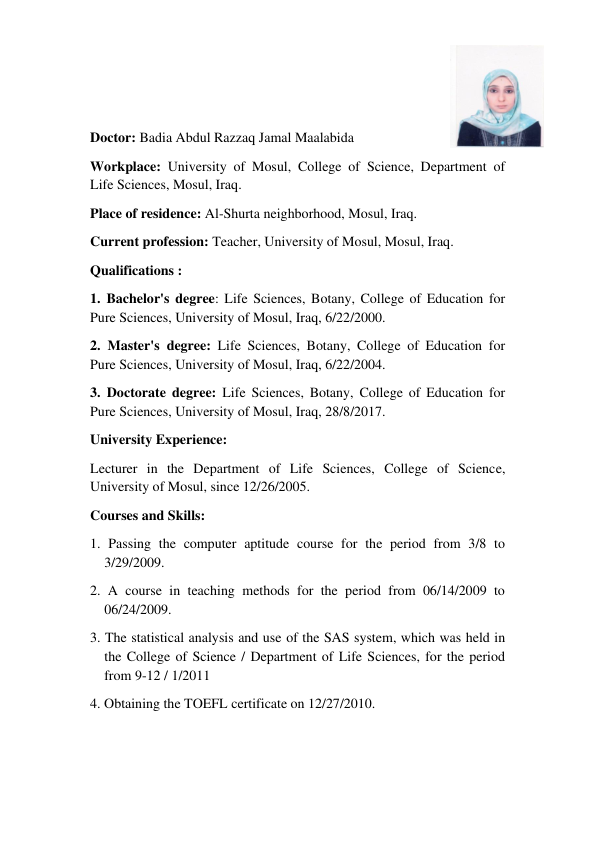 Doctor: Badia Abdul Razzaq Jamal Maalabida
Workplace: University of Mosul, College of Science, Department of
Life Sciences, Mosul, Iraq.
Place of residence: Al-Shurta neighborhood, Mosul, Iraq.
Current profession: Teacher, University of Mosul, Mosul, Iraq.
Qualifications :
1. Bachelor's degree: Life Sciences, Botany, College of Education for
Pure Sciences, University of Mosul, Iraq, 6/22/2000.
2. Master's degree: Life Sciences, Botany, College of Education for
Pure Sciences, University of Mosul, Iraq, 6/22/2004.
3. Doctorate degree: Life Sciences, Botany, College of Education for
Pure Sciences, University of Mosul, Iraq, 28/8/2017.
University Experience:
Lecturer in the Department of Life Sciences, College of Science,
University of Mosul, since 12/26/2005.
Courses and Skills:
1. Passing the computer aptitude course for the period from 3/8 to
3/29/2009.
2. A course in teaching methods for the period from 06/14/2009 to
06/24/2009.
3. The statistical analysis and use of the SAS system, which was held in
the College of Science / Department of Life Sciences, for the period
from 9-12 / 1/2011
4. Obtaining the TOEFL certificate on 12/27/2010.